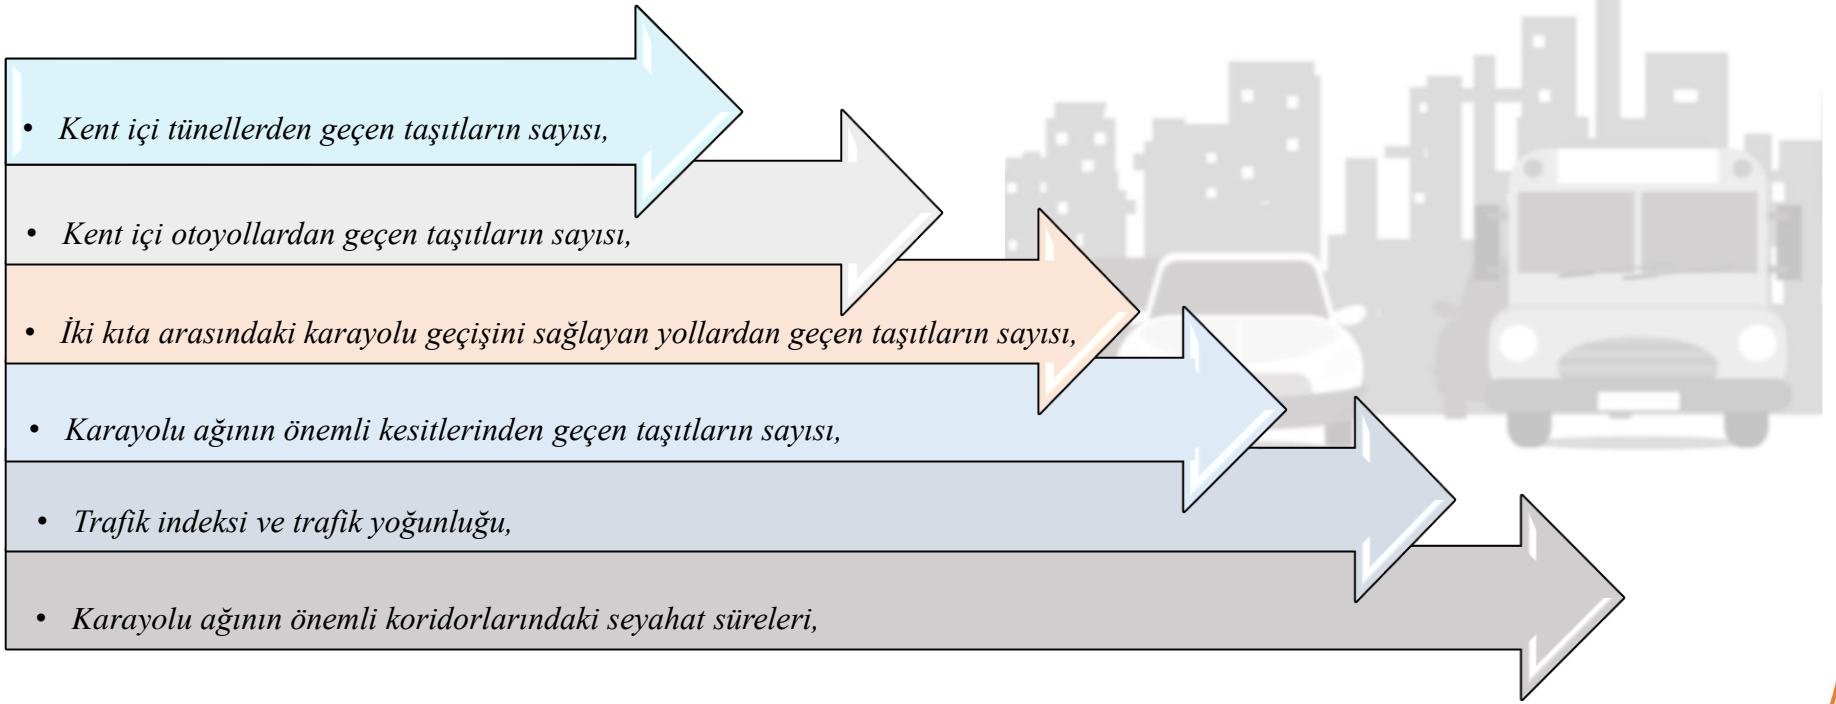 • Kent içi tünellerden geçen taşıtların sayısı,
• Kent içi otoyollardan geçen taşıtların sayısı,
• İki kıta arasındaki karayolu geçişini sağlayan yollardan geçen taşıtların sayısı,
• Karayolu ağının önemli kesitlerinden geçen taşıtların sayısı,
• Trafik indeksi ve trafik yoğunluğu,
• Karayolu ağının önemli koridorlarındaki seyahat süreleri,